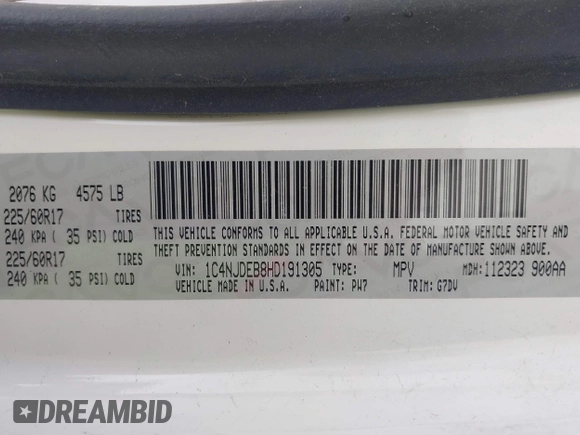 2076 KG 4575 LB
225/60R17 TIRES
240 KPA ( 35 PSI) COLD
225/60R17 TIRES
240 KPA ( 35 PSI) COLD
THIS VEHICLE CONFORMS TO ALL APPLICABLE U.S.A. FEDERAL MOTOR VEHICLE SAFETY AND
THEFT PREVENTION STANDARDS IN EFFECT ON THE DATE OF MANUFACTURE SHOWN ABOVE.
VIN: 1C4NJDEB8HD191305 TYPE: MPV MDH: 112323 900AA
VEHICLE MADE IN U.S.A. PAINT: PW7 TRIM: G7DV
DREAMBID